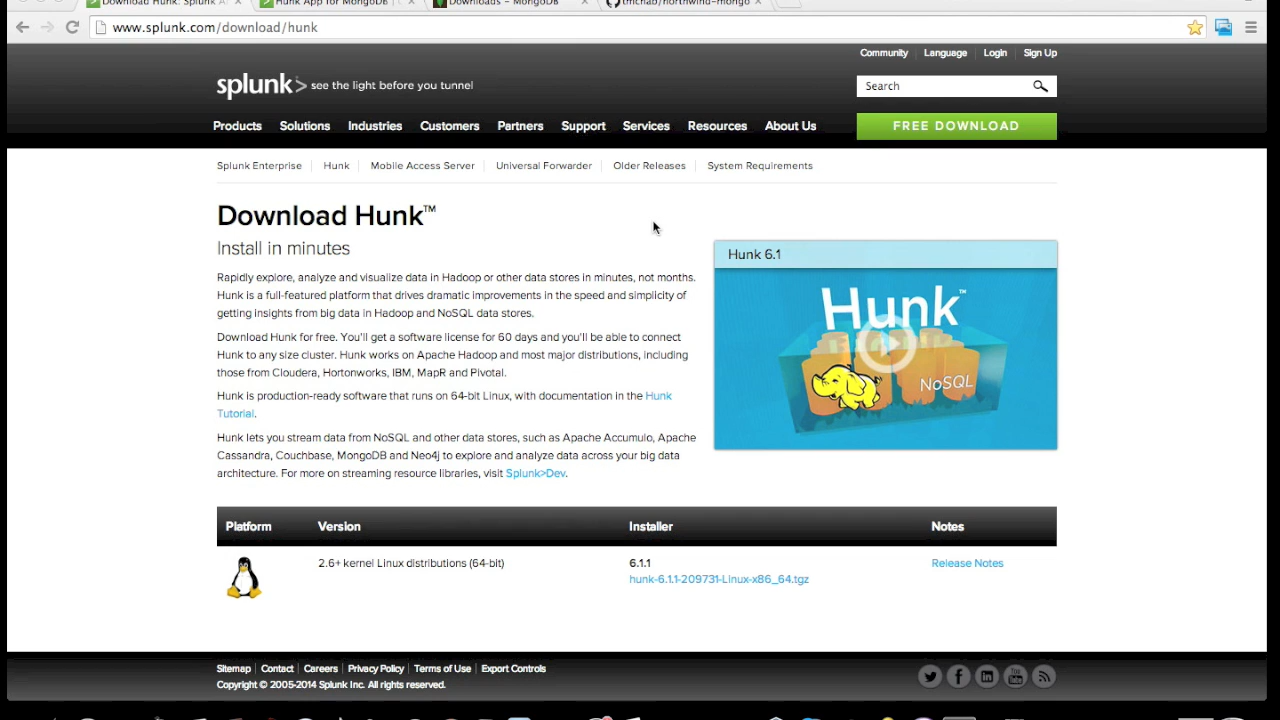 Download Hunk: Splunk A
Hunk App for MongoDB
Downloads - MongoDB
tmchab/northwind-mongo
www.splunk.com/download/hunk
Community Language Login Sign Up
splunk> see the light before you tunnel
Search
Products Solutions Industries Customers Partners Support Services Resources About Us
FREE DOWNLOAD
Splunk Enterprise Hunk Mobile Access Server Universal Forwarder Older Releases System Requirements
Download Hunk™
Install in minutes
Rapidly explore, analyze and visualize data in Hadoop or other data stores in minutes, not months.
Hunk is a full-featured platform that drives dramatic improvements in the speed and simplicity of
getting insights from big data in Hadoop and NoSQL data stores.
Download Hunk for free. You'll get a software license for 60 days and you'll be able to connect
Hunk to any size cluster. Hunk works on Apache Hadoop and most major distributions, including
those from Cloudera, Hortonworks, IBM, MapR and Pivotal.
Hunk is production-ready software that runs on 64-bit Linux, with documentation in the Hunk
Tutorial.
Hunk lets you stream data from NoSQL and other data stores, such as Apache Accumulo, Apache
Cassandra, Couchbase, MongoDB and Neo4j to explore and analyze data across your big data
architecture. For more on streaming resource libraries, visit Splunk>Dev.
Hunk 6.1
Hunk™
NoSQL
Platform Version Installer Notes
2.6+ kernel Linux distributions (64-bit) 6.1.1 Release Notes
hunk-6.1.1-209731-Linux-x86_64.tgz
Sitemap Contact Careers Privacy Policy Terms of Use Export Controls
Copyright © 2005-2014 Splunk Inc. All rights reserved.